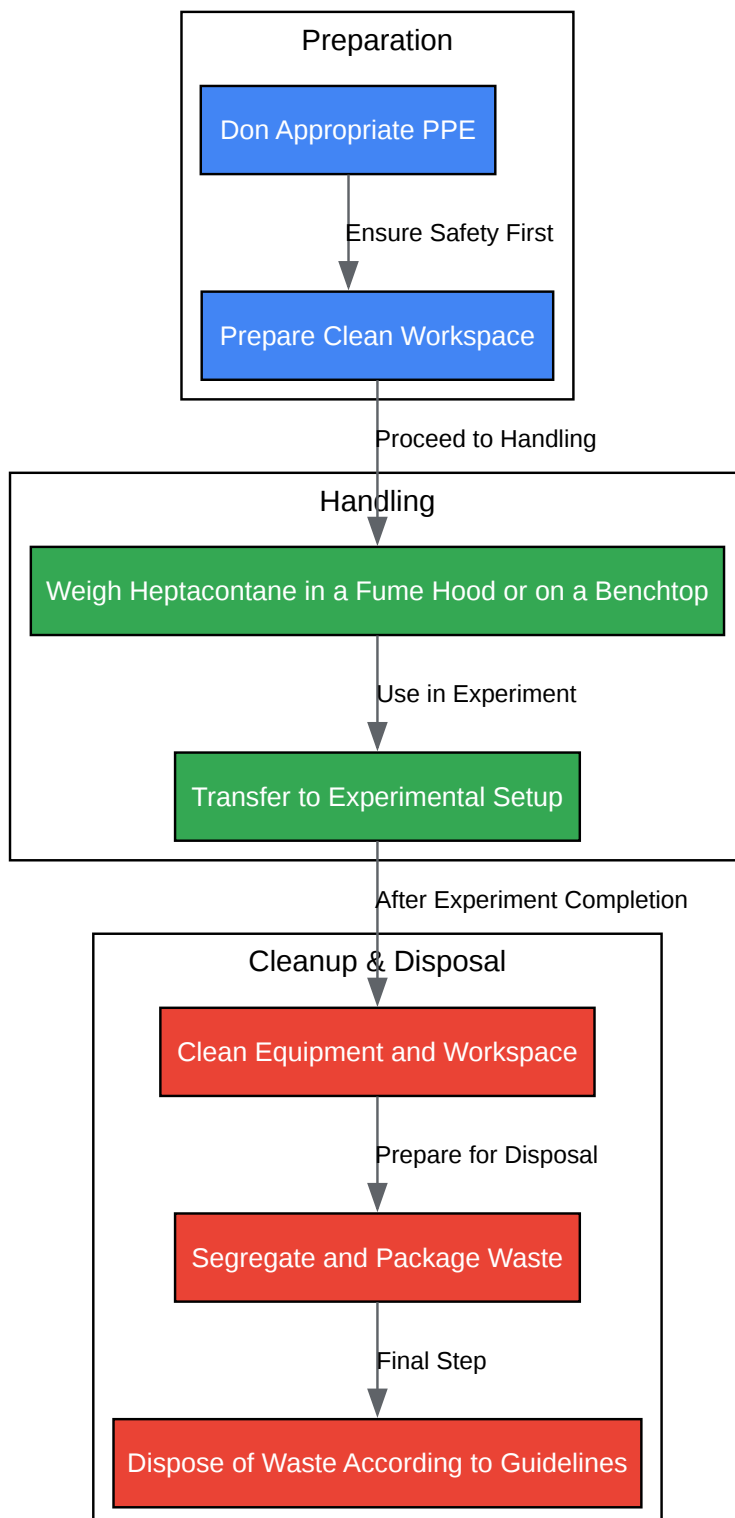 Preparation
Don Appropriate PPE
Ensure Safety First
Prepare Clean Workspace
Proceed to Handling
Handling
Weigh Heptacontane in a Fume Hood or on a Benchtop
Use in Experiment
Transfer to Experimental Setup
After Experiment Completion
Cleanup & Disposal
Clean Equipment and Workspace
Prepare for Disposal
Segregate and Package Waste
Final Step
Dispose of Waste According to Guidelines